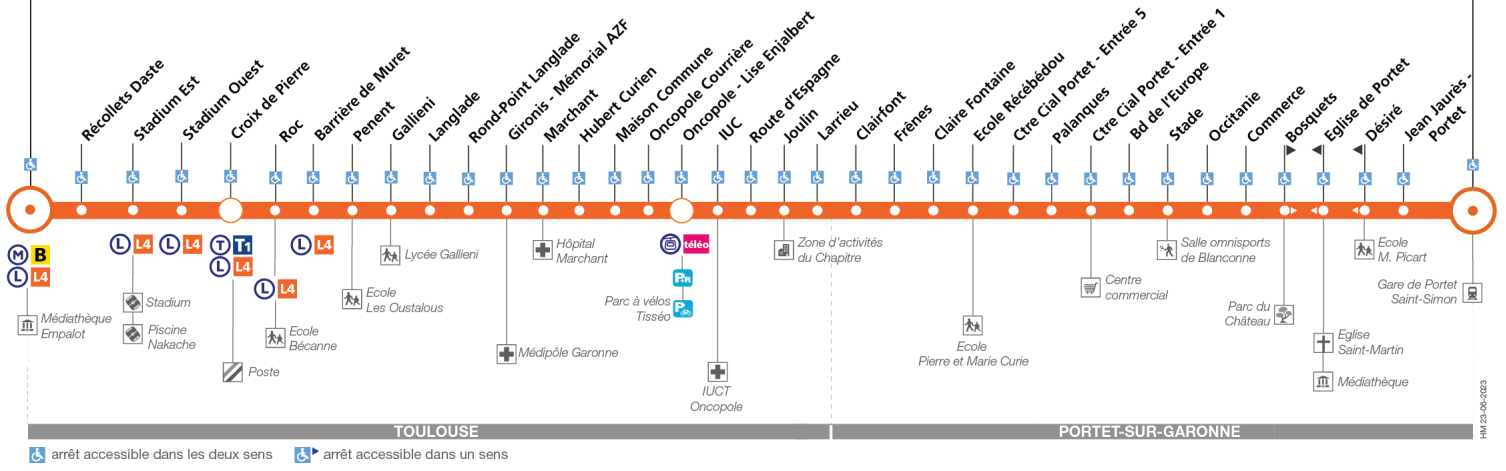 Récollets Daste
Stadium Est
Stadium Ouest
Croix de Pierre
Roc
Barrière de Muret
Penent
Gallieni
Langlade
Rond-Point Langlade
Gironis - Mémorial AZF
Marchant
Hubert Curien
Maison Commune
Oncopole Courrière
Oncopole - Lise Enjalbert
IUC
Route d'Espagne
Joulin
Larrieu
Clairfont
Frênes
Claire Fontaine
Ecole Récébédou
Ctre Cial Portet - Entrée 5
Palanques
Ctre Cial Portet - Entrée 1
Bd de l'Europe
Stade
Occitanie
Commerce
Bosquets
Eglise de Portet
Désiré
Jean Jaurès -
Portet
M B
L L4
Médiathèque
Empalot
L L4
Stadium
Piscine
Nakache
L L4
T T1
L L4
Poste
L L4
Ecole
Bécanne
L L4
Ecole
Les Oustalous
Lycée Gallieni
Médipôle Garonne
Hôpital
Marchant
téléo
P+R
Parc à vélos
Tisséo
P
IUCT
Oncopole
Zone d'activités
du Chapitre
Ecole
Pierre et Marie Curie
Centre
commercial
Salle omnisports
de Blanconne
Parc du
Château
Eglise
Saint-Martin
Médiathèque
Ecole
M. Picart
Gare de Portet
Saint-Simon
HM 23-06-2023
TOULOUSE
PORTET-SUR-GARONNE
arrêt accessible dans les deux sens
arrêt accessible dans un sens